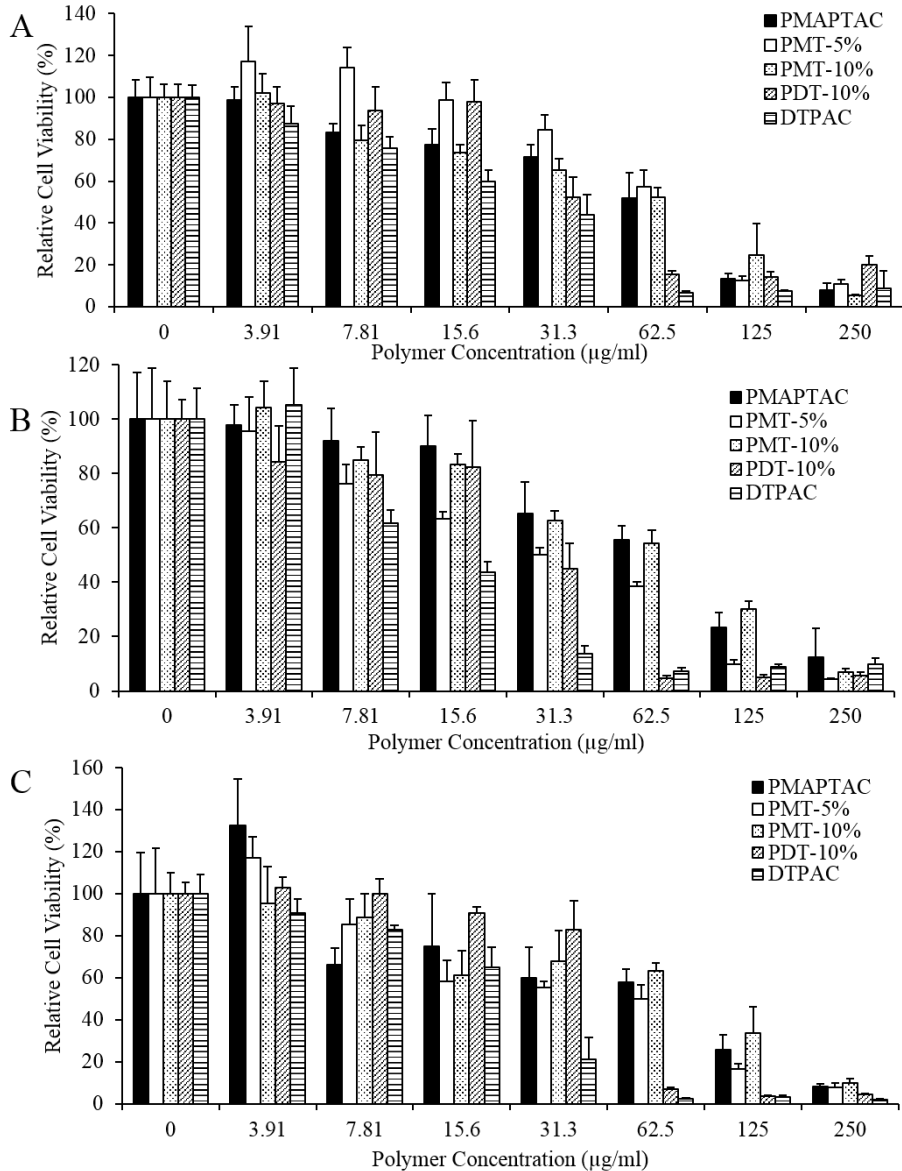 A
Relative Cell Viability (%)
140
120
100
80
60
40
20
0
PMAPTAC
PMT-5%
PMT-10%
PDT-10%
DTPAC
0 3.91 7.81 15.6 31.3 62.5 125 250
Polymer Concentration (µg/ml)
B
Relative Cell Viability (%)
120
100
80
60
40
20
0
PMAPTAC
PMT-5%
PMT-10%
PDT-10%
DTPAC
0 3.91 7.81 15.6 31.3 62.5 125 250
Polymer Concentration (µg/ml)
C
Relative Cell Viability (%)
160
140
120
100
80
60
40
20
0
PMAPTAC
PMT-5%
PMT-10%
PDT-10%
DTPAC
0 3.91 7.81 15.6 31.3 62.5 125 250
Polymer Concentration (µg/ml)